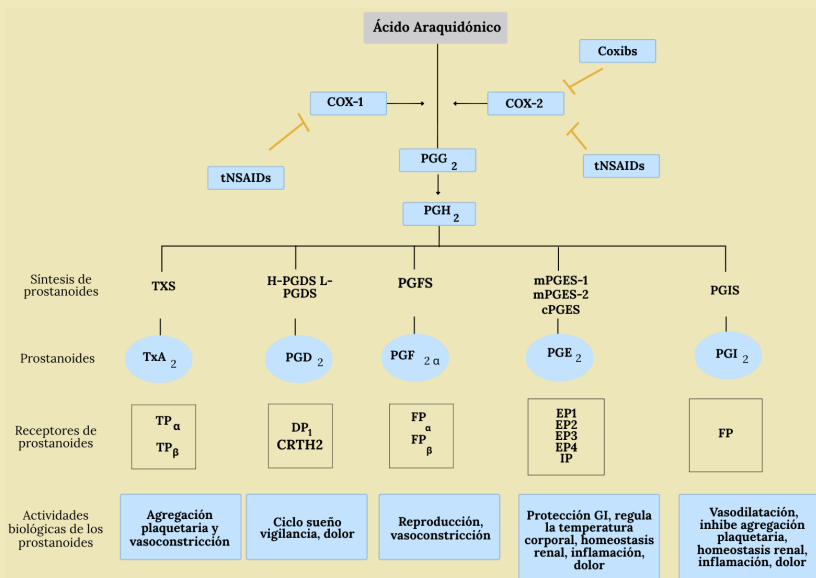 Ácido Araquidónico
Coxibs
COX-1
COX-2
tNSAIDs
tNSAIDs
PGG 2
PGH 2
Síntesis de
prostanoides
TXS
H-PGDS L-
PGDS
PGFS
mPGES-1
mPGES-2
cPGES
PGIS
Prostanoides
TxA 2
PGD 2
PGF 2 α
PGE 2
PGI 2
Receptores de
prostanoides
TP α
TP β
DP 1
CRTH2
FP α
FP β
EP1
EP2
EP3
EP4
IP
FP
Actividades
biológicas de los
prostanoides
Agregación
plaquetaria y
vasoconstricción
Ciclo sueño
vigilancia, dolor
Reproducción,
vasoconstricción
Protección GI, regula
la temperatura
corporal, homeostasis
renal, inflamación,
dolor
Vasodilatación,
inhibe agregación
plaquetaria,
homeostasis renal,
inflamación, dolor